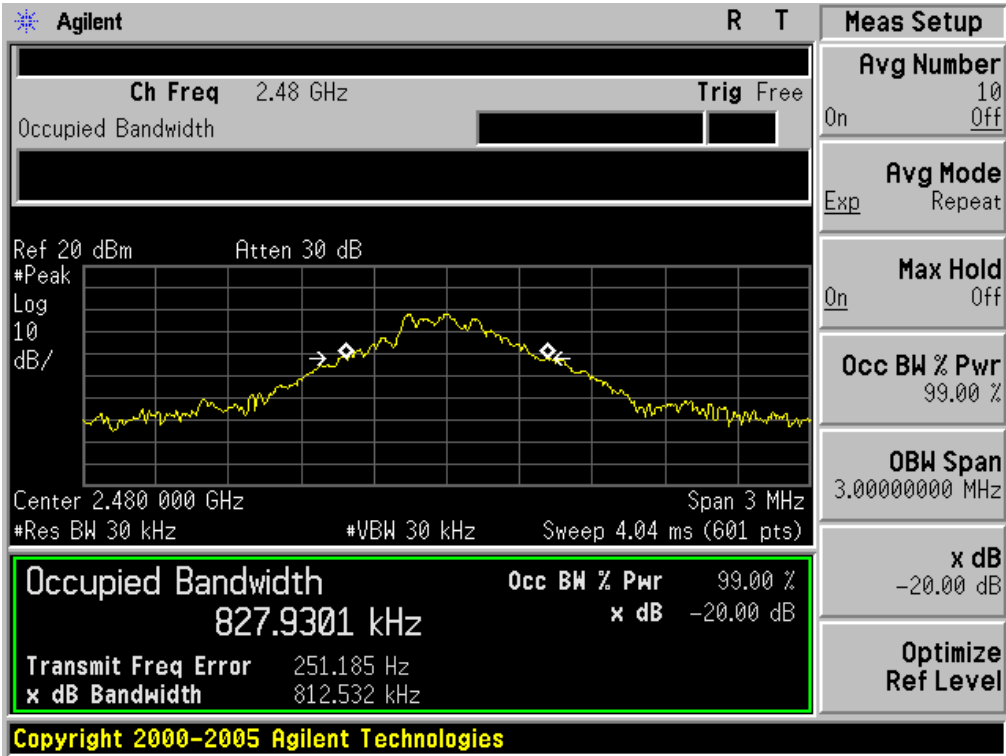 Agilent R T
Ch Freq 2.48 GHz Trig Free
Occupied Bandwidth
Ref 20 dBm Atten 30 dB
#Peak
Log
10
dB/
Center 2.480 000 GHz Span 3 MHz
#Res BW 30 kHz #VBW 30 kHz Sweep 4.04 ms (601 pts)
Occupied Bandwidth
827.9301 kHz
Occ BW % Pwr 99.00 %
x dB -20.00 dB
Transmit Freq Error 251.185 Hz
x dB Bandwidth 812.532 kHz
Copyright 2000-2005 Agilent Technologies
Meas Setup
Avg Number
10
On Off
Avg Mode
Exp Repeat
Max Hold
On Off
Occ BW % Pwr
99.00 %
OBW Span
3.00000000 MHz
x dB
-20.00 dB
Optimize
Ref Level